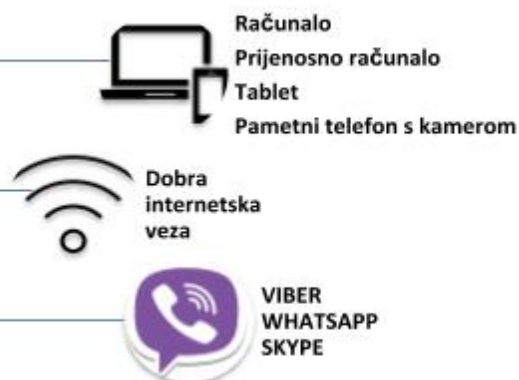 Računalo
Prijenosno računalo
Tablet
Pametni telefon s kamerom
Dobra
internetska
veza
VIBER
WHATSAPP
SKYPE